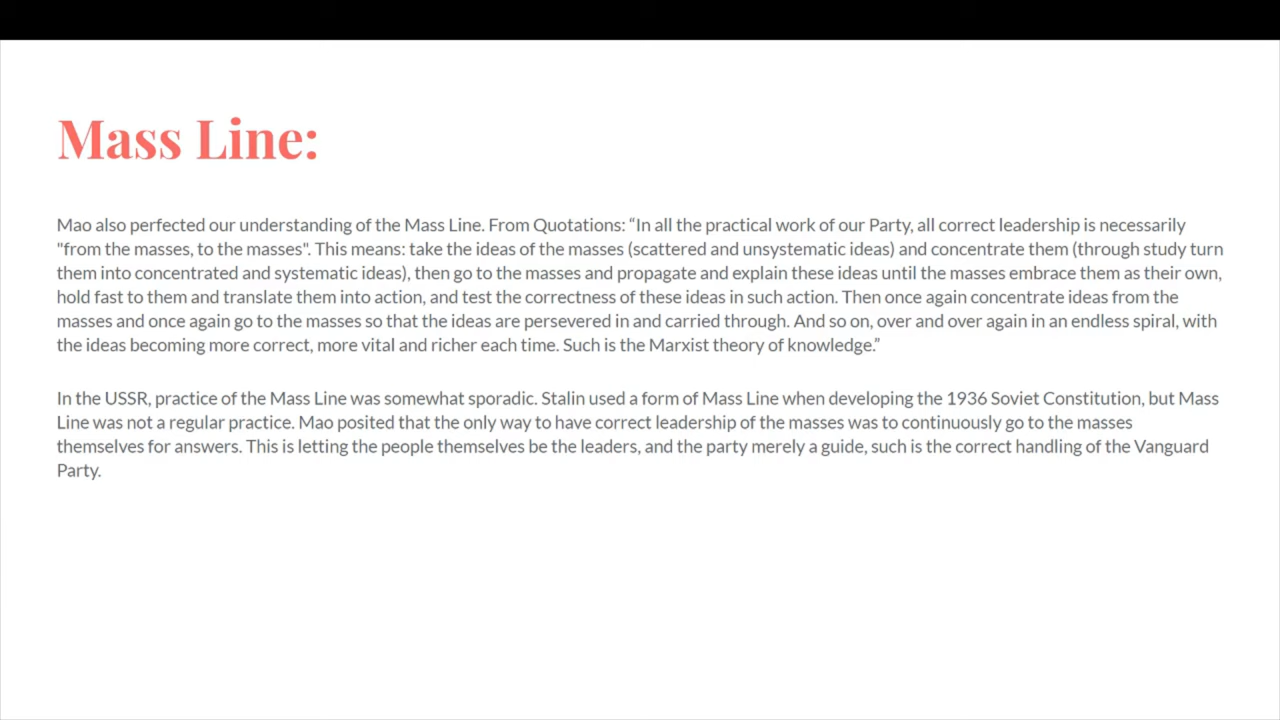 Mass Line:
Mao also perfected our understanding of the Mass Line. From Quotations: “In all the practical work of our Party, all correct leadership is necessarily
"from the masses, to the masses". This means: take the ideas of the masses (scattered and unsystematic ideas) and concentrate them (through study turn
them into concentrated and systematic ideas), then go to the masses and propagate and explain these ideas until the masses embrace them as their own,
hold fast to them and translate them into action, and test the correctness of these ideas in such action. Then once again concentrate ideas from the
masses and once again go to the masses so that the ideas are persevered in and carried through. And so on, over and over again in an endless spiral, with
the ideas becoming more correct, more vital and richer each time. Such is the Marxist theory of knowledge.”
In the USSR, practice of the Mass Line was somewhat sporadic. Stalin used a form of Mass Line when developing the 1936 Soviet Constitution, but Mass
Line was not a regular practice. Mao posited that the only way to have correct leadership of the masses was to continuously go to the masses
themselves for answers. This is letting the people themselves be the leaders, and the party merely a guide, such is the correct handling of the Vanguard
Party.